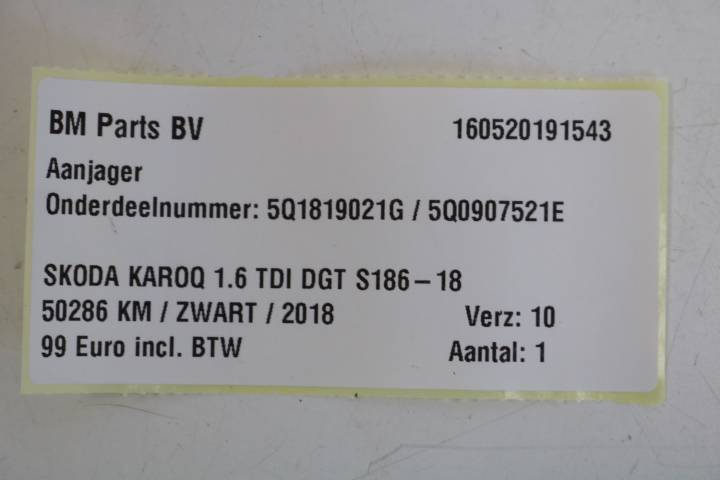 BM Parts BV 160520191543
Aanjager
Onderdeelnummer: 5Q1819021G / 5Q0907521E
SKODA KAROQ 1.6 TDI DGT S186-18
50286 KM / ZWART / 2018 Verz: 10
99 Euro incl. BTW Aantal: 1